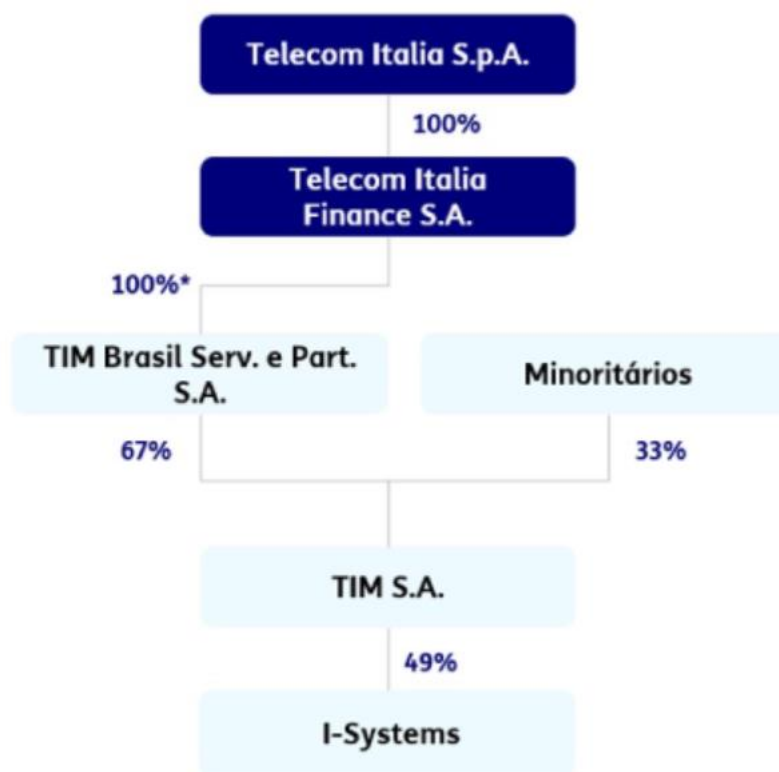 Telecom Italia S.p.A.
100%
Telecom Italia
Finance S.A.
100%*
TIM Brasil Serv. e Part.
S.A.
Minoritários
67%
33%
TIM S.A.
49%
I-Systems